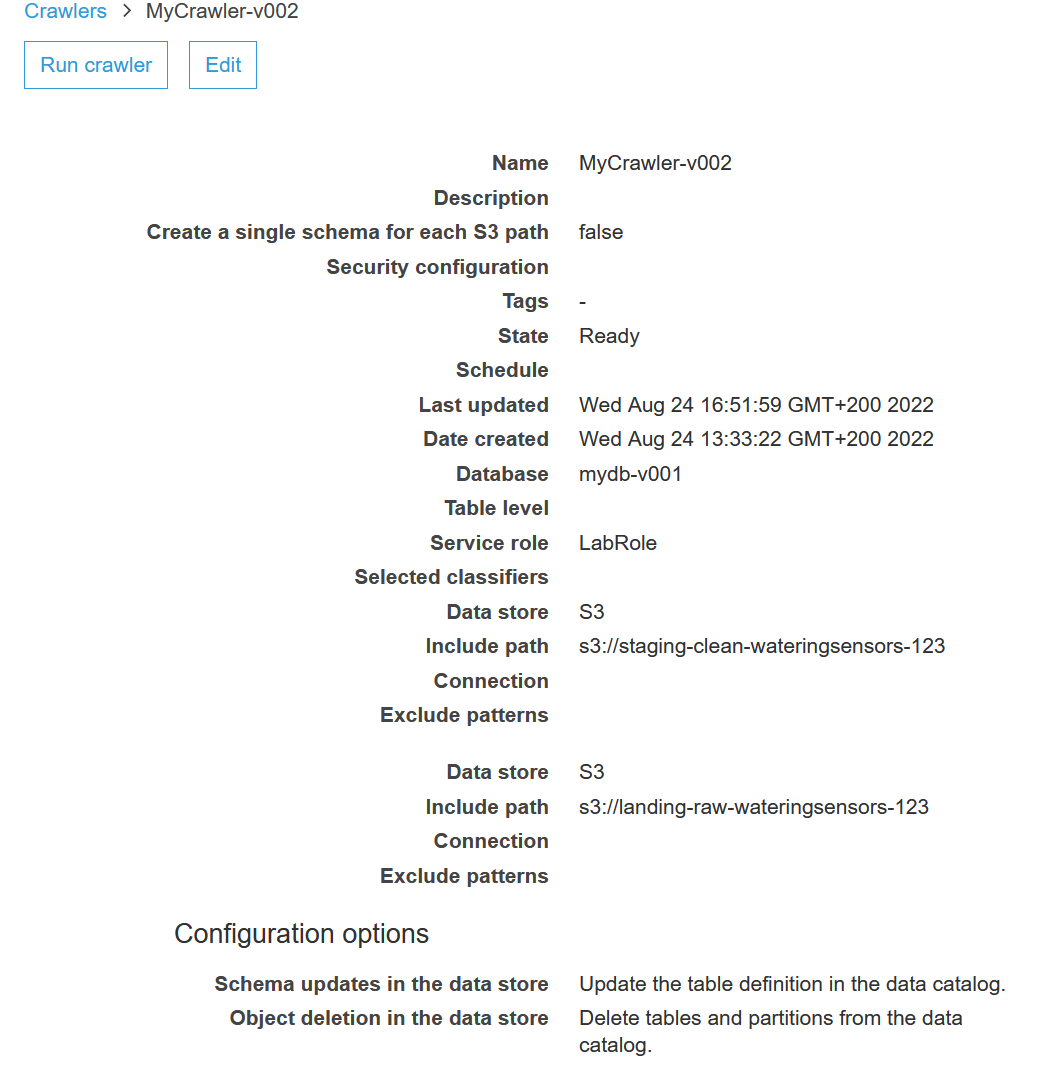 Crawlers > MyCrawler-v002
Run crawler Edit
Name MyCrawler-v002
Description
Create a single schema for each S3 path false
Security configuration
Tags -
State Ready
Schedule
Last updated Wed Aug 24 16:51:59 GMT+200 2022
Date created Wed Aug 24 13:33:22 GMT+200 2022
Database mydb-v001
Table level
Service role LabRole
Selected classifiers
Data store S3
Include path s3://staging-clean-wateringsensors-123
Connection
Exclude patterns
Data store S3
Include path s3://landing-raw-wateringsensors-123
Connection
Exclude patterns
Configuration options
Schema updates in the data store Update the table definition in the data catalog.
Object deletion in the data store Delete tables and partitions from the data
catalog.